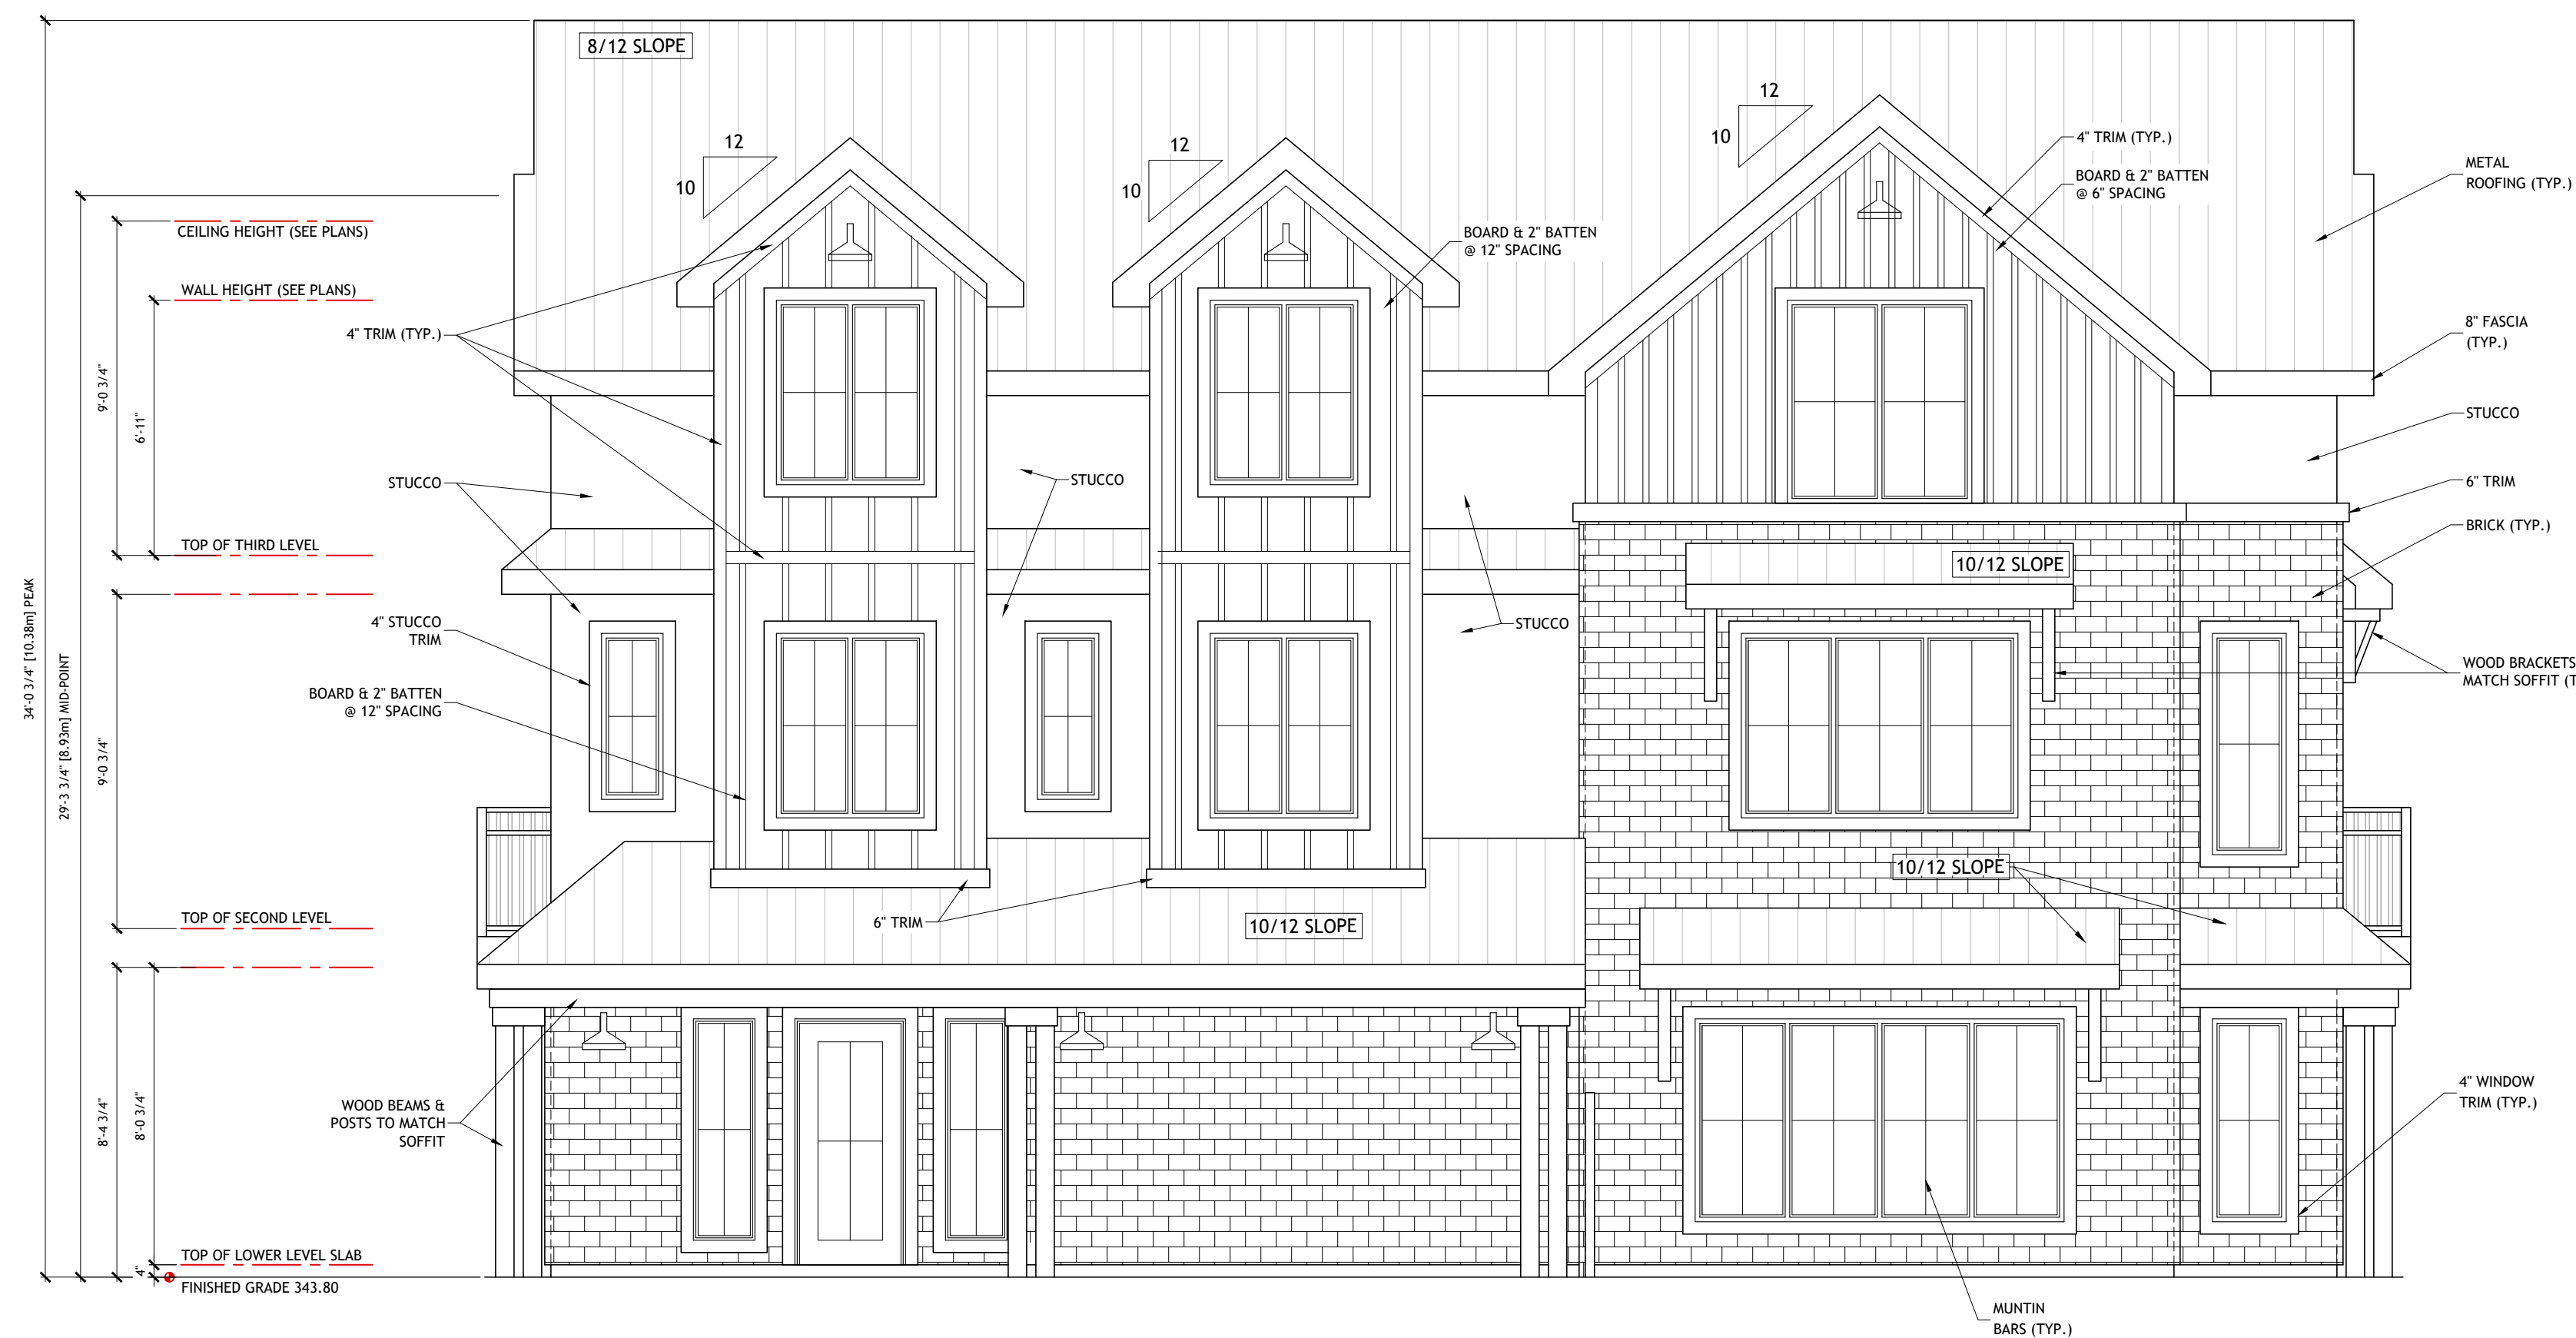 8/12 SLOPE
12
10
12
10
12
10
4" TRIM (TYP.)
BOARD & 2" BATTEN
@ 6" SPACING
METAL
ROOFING (TYP.)
CEILING HEIGHT (SEE PLANS)
BOARD & 2" BATTEN
@ 12" SPACING
WALL HEIGHT (SEE PLANS)
4" TRIM (TYP.)
8" FASCIA
(TYP.)
9'-0 3/4"
6'-11"
STUCCO
STUCCO
STUCCO
6" TRIM
BRICK (TYP.)
TOP OF THIRD LEVEL
10/12 SLOPE
34'-0 3/4" [10.38m] PEAK
29'-3 3/4" [8.93m] MID-POINT
4" STUCCO
TRIM
STUCCO
WOOD BRACKETS
MATCH SOFFIT (T
BOARD & 2" BATTEN
@ 12" SPACING
9'-0 3/4"
10/12 SLOPE
TOP OF SECOND LEVEL
6" TRIM
10/12 SLOPE
8'-4 3/4"
8'-0 3/4"
WOOD BEAMS &
POSTS TO MATCH
SOFFIT
4" WINDOW
TRIM (TYP.)
TOP OF LOWER LEVEL SLAB
4"
FINISHED GRADE 343.80
MUNTIN
BARS (TYP.)